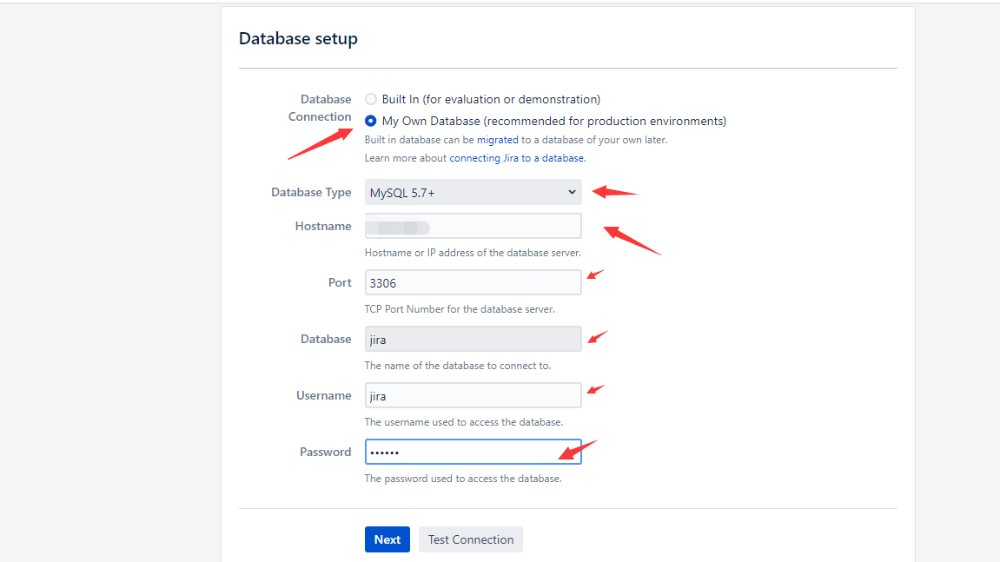 Database setup
Database Connection
Built In (for evaluation or demonstration)
My Own Database (recommended for production environments)
Built in database can be migrated to a database of your own later.
Learn more about connecting Jira to a database.
Database Type
MySQL 5.7+
Hostname
Hostname or IP address of the database server.
Port
3306
TCP Port Number for the database server.
Database
jira
The name of the database to connect to.
Username
jira
The username used to access the database.
Password
••••••
The password used to access the database.
Next
Test Connection